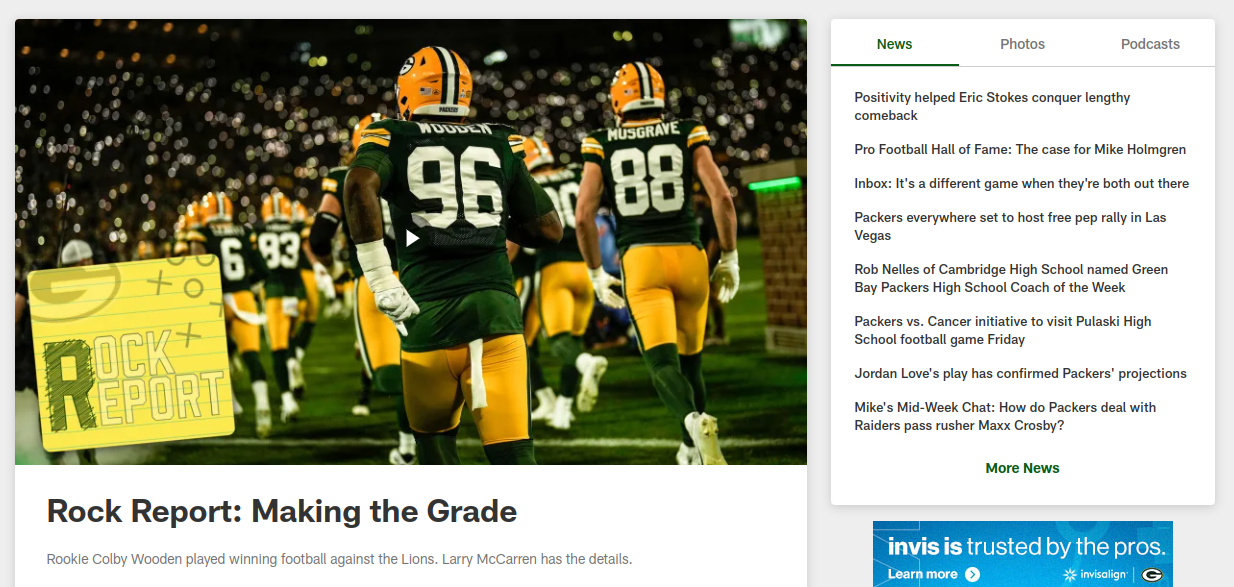 WOODEN
96
MUSGRAVE
88
6
93
G
ROCK
REPORT
Rock Report: Making the Grade
Rookie Colby Wooden played winning football against the Lions. Larry McCarren has the details.
News
Photos
Podcasts
Positivity helped Eric Stokes conquer lengthy
comeback
Pro Football Hall of Fame: The case for Mike Holmgren
Inbox: It's a different game when they're both out there
Packers everywhere set to host free pep rally in Las
Vegas
Rob Nelles of Cambridge High School named Green
Bay Packers High School Coach of the Week
Packers vs. Cancer initiative to visit Pulaski High
School football game Friday
Jordan Love's play has confirmed Packers' projections
Mike's Mid-Week Chat: How do Packers deal with
Raiders pass rusher Maxx Crosby?
More News
invis is trusted by the pros.
Learn more
invisalign
G